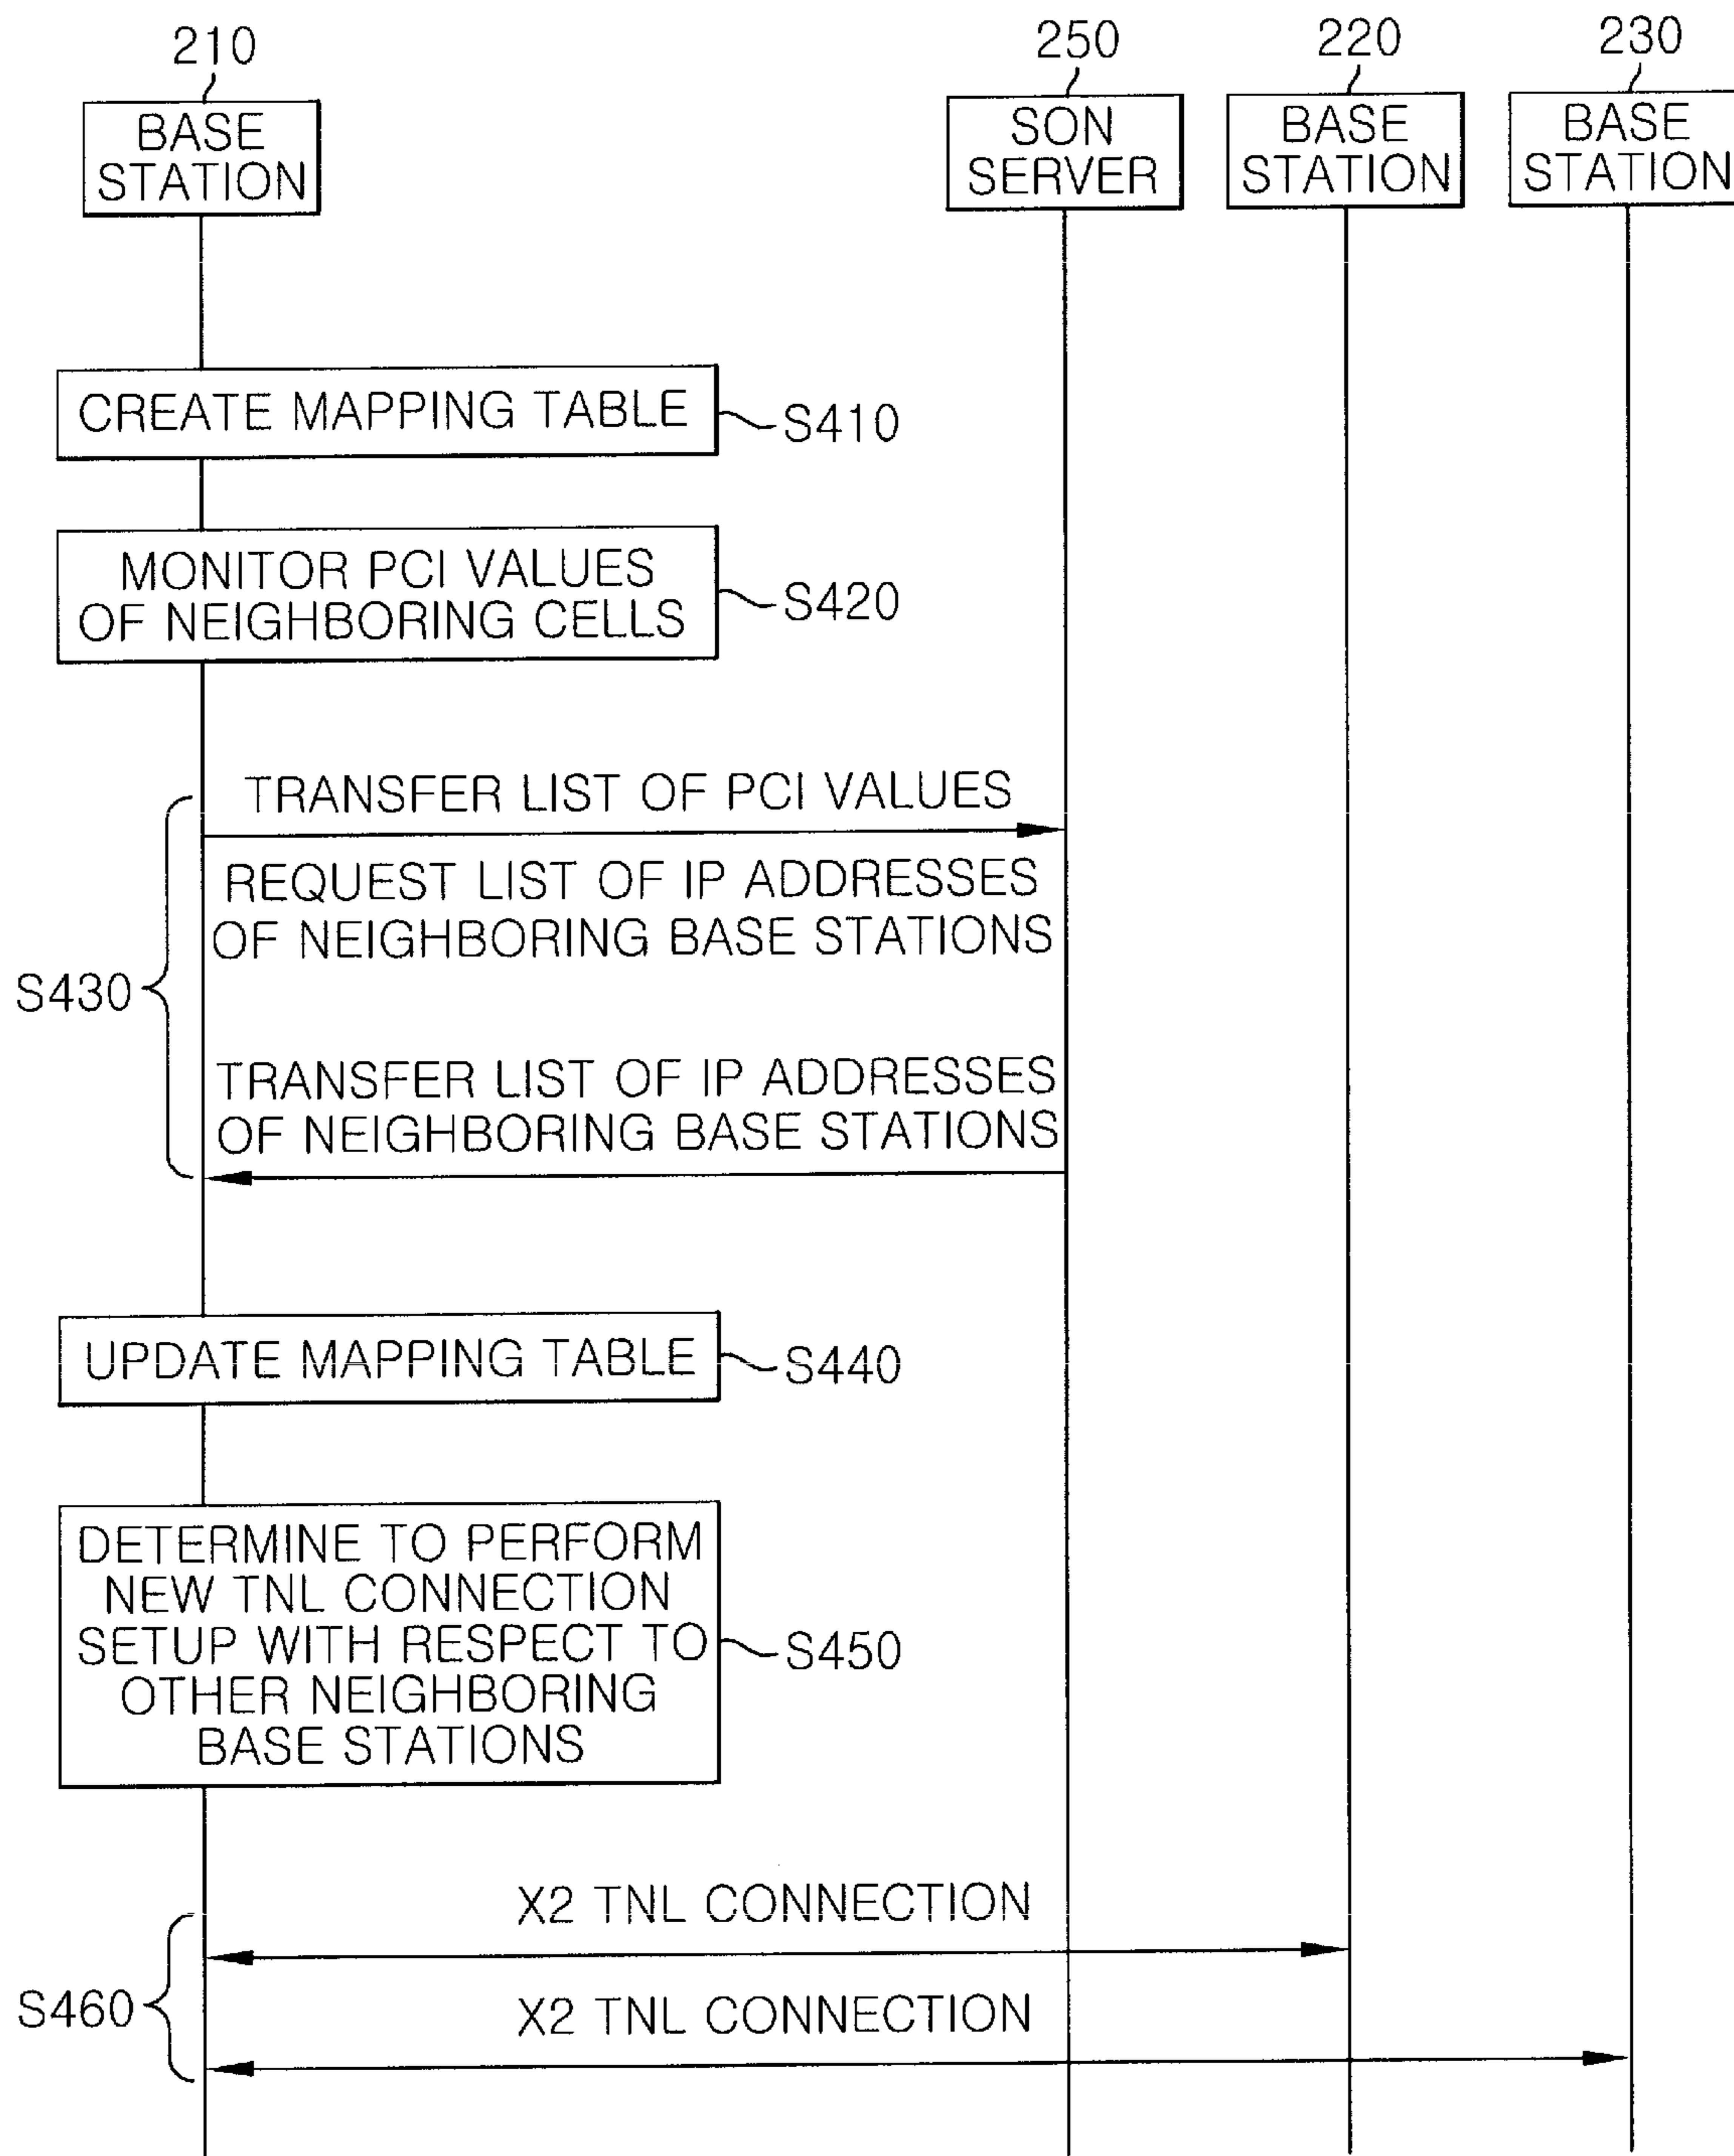 210
250
220
230
BASE
STATION
SON
SERVER
BASE
STATION
BASE
STATION
CREATE MAPPING TABLE
S410
MONITOR PCI VALUES
OF NEIGHBORING CELLS
S420
TRANSFER LIST OF PCI VALUES
REQUEST LIST OF IP ADDRESSES
OF NEIGHBORING BASE STATIONS
S430
TRANSFER LIST OF IP ADDRESSES
OF NEIGHBORING BASE STATIONS
UPDATE MAPPING TABLE
S440
DETERMINE TO PERFORM
NEW TNL CONNECTION
SETUP WITH RESPECT TO
OTHER NEIGHBORING
BASE STATIONS
S450
X2 TNL CONNECTION
S460
X2 TNL CONNECTION